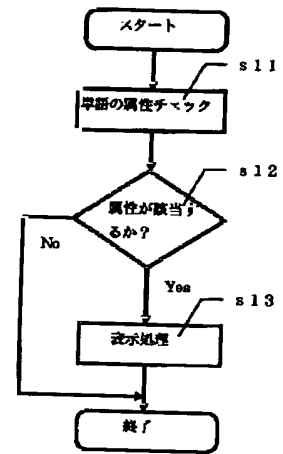 スタート
s11
単語の属性チェック
s12
属性が該当す
るか？
No
Yes
s13
表示処理
終了